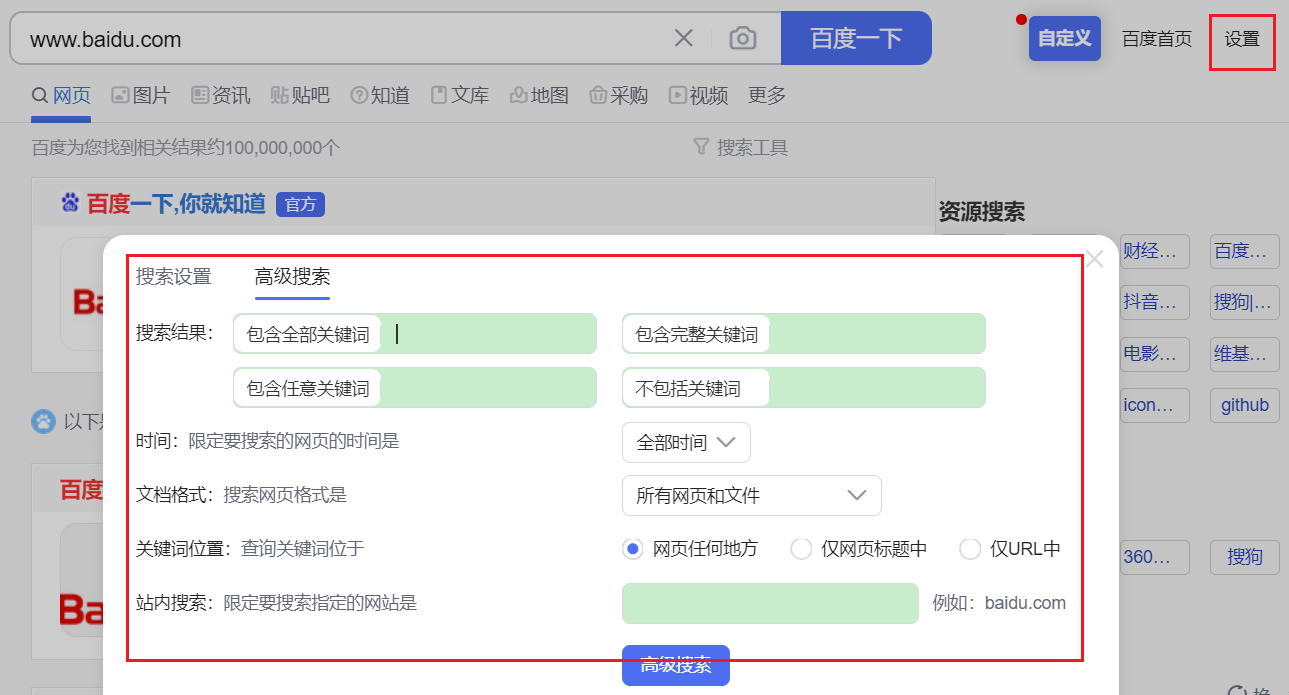 www.baidu.com
百度一下
自定义
百度首页
设置
网页
图片
资讯
贴 贴吧
知道
文库
地图
采购
视频
更多
百度为您找到相关结果约100,000,000个
搜索工具
百度一下,你就知道
官方
资源搜索
财经...
百度...
抖音...
搜狗|...
电影...
维基...
icon...
github
360...
搜狗
Ba
以下
百度
Ba
搜索设置
高级搜索
搜索结果：
包含全部关键词
包含完整关键词
包含任意关键词
不包括关键词
时间：限定要搜索的网页的时间是
全部时间
文档格式：搜索网页格式是
所有网页和文件
关键词位置：查询关键词位于
网页任何地方
仅网页标题中
仅URL中
站内搜索：限定要搜索指定的网站是
例如：baidu.com
高级搜索